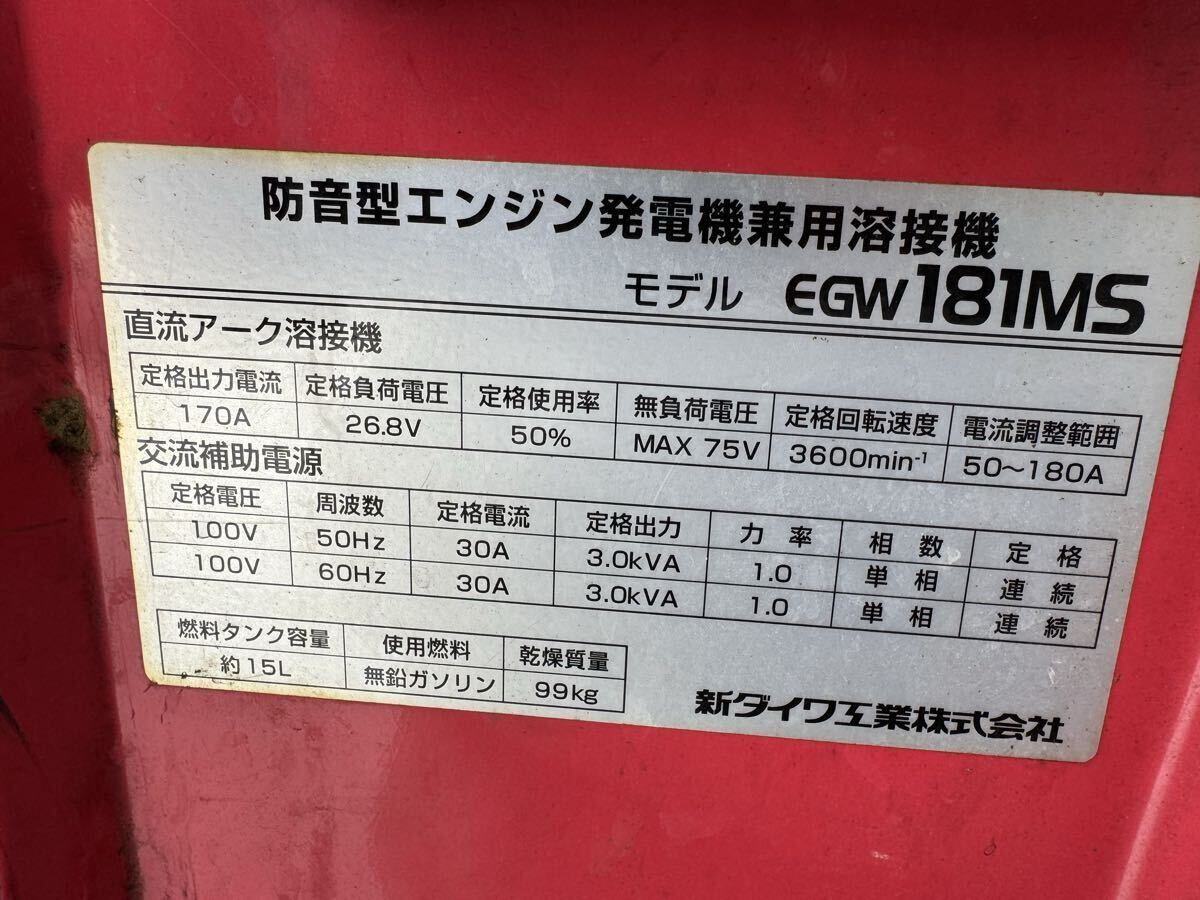 防音型エンジン発電機兼用溶接機
モデル EGW181MS
直流アーク溶接機
定格出力電流 定格負荷電圧 定格使用率 無負荷電圧 定格回転速度 電流調整範囲
170A 26.8V 50% MAX 75V 3600min⁻¹ 50～180A
交流補助電源
定格電圧 周波数 定格電流 定格出力 力率 相数 定格
100V 50Hz 30A 3.0kVA 1.0 単相 連続
100V 60Hz 30A 3.0kVA 1.0 単相 連続
燃料タンク容量 使用燃料 乾燥質量
約15L 無鉛ガソリン 99kg
新ダイワ工業株式会社